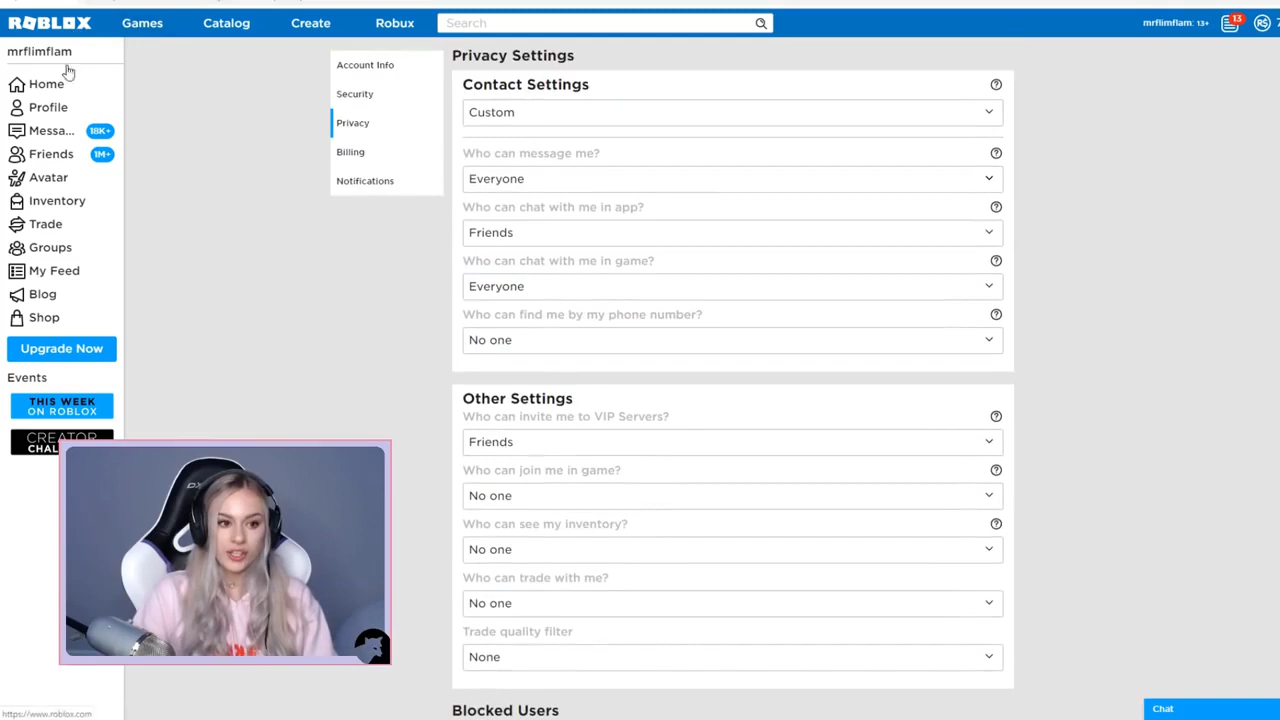 ROBLOX
Games
Catalog
Create
Robux
Search
mrflimflam: 13+
13
mrflimflam
Home
Profile
Messa...
18K+
Friends
1M+
Avatar
Inventory
Trade
Groups
My Feed
Blog
Shop
Upgrade Now
Events
THIS WEEK
ON ROBLOX
CREATOR
CHAL
Account Info
Security
Privacy
Billing
Notifications
Privacy Settings
Contact Settings
Custom
Who can message me?
Everyone
Who can chat with me in app?
Friends
Who can chat with me in game?
Everyone
Who can find me by my phone number?
No one
Other Settings
Who can invite me to VIP Servers?
Friends
Who can join me in game?
No one
Who can see my inventory?
No one
Who can trade with me?
No one
Trade quality filter
None
Blocked Users
https://www.roblox.com
Chat